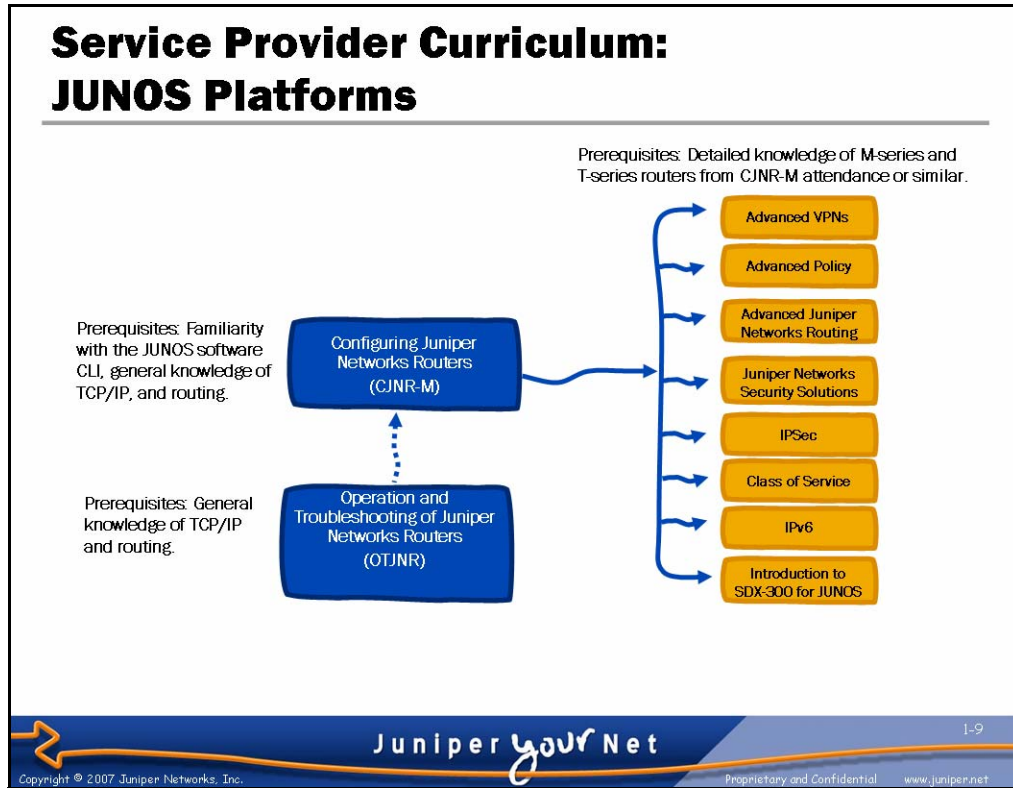 Service Provider Curriculum:
JUNOS Platforms
Prerequisites: Detailed knowledge of M-series and
T-series routers from CJNR-M attendance or similar.
Prerequisites: Familiarity
with the JUNOS software
CLI, general knowledge of
TCP/IP, and routing.
Configuring Juniper
Networks Routers
(CJNR-M)
Prerequisites: General
knowledge of TCP/IP
and routing.
Operation and
Troubleshooting of Juniper
Networks Routers
(OTJNR)
Advanced VPNs
Advanced Policy
Advanced Juniper
Networks Routing
Juniper Networks
Security Solutions
IPSec
Class of Service
IPv6
Introduction to
SDX-300 for JUNOS
Juniper your Net
1-9
Copyright © 2007 Juniper Networks, Inc.
Proprietary and Confidential
www.juniper.net